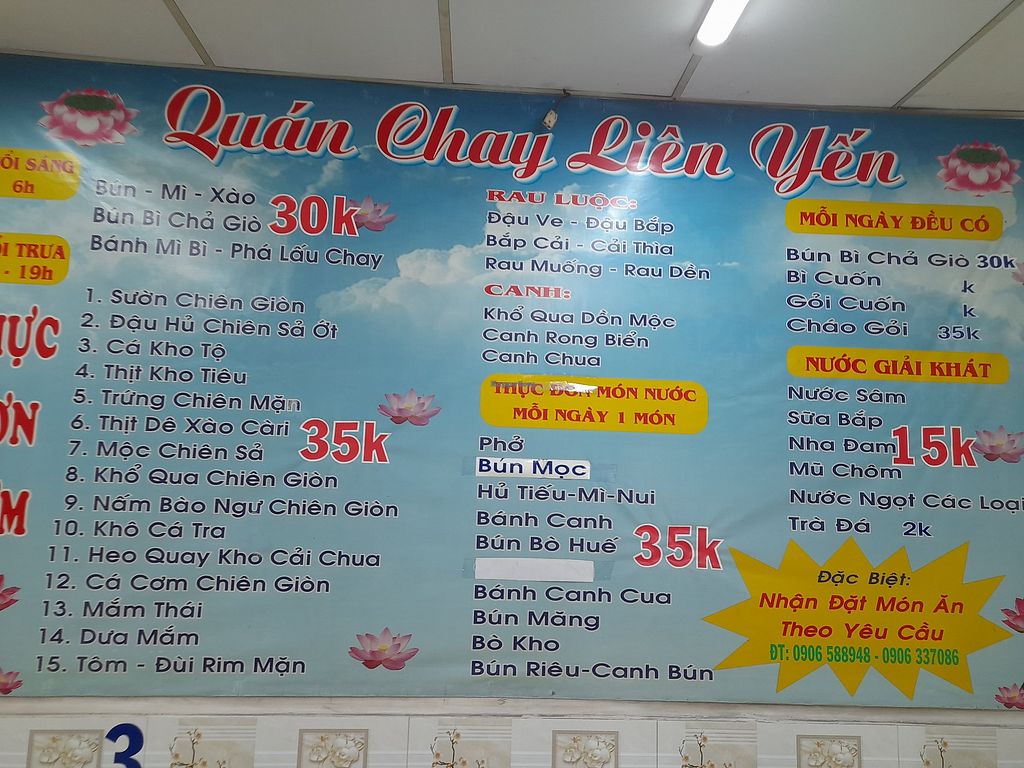 Quán Chay Liên Yến
ỔI SÁNG
6h
Bún - Mì - Xào
Bún Bì Chả Giò 30k
Bánh Mì Bì - Phá Lấu Chay
I TRƯA
- 19h
ỰC
ƠN
M
1. Sườn Chiên Giòn
2. Đậu Hủ Chiên Sả Ớt
3. Cá Kho Tộ
4. Thịt Kho Tiêu
5. Trứng Chiên Mặn
6. Thịt Dê Xào Càri
7. Mộc Chiên Sả
35k
8. Khổ Qua Chiên Giòn
9. Nấm Bào Ngư Chiên Giòn
10. Khô Cá Tra
11. Heo Quay Kho Cải Chua
12. Cá Cơm Chiên Giòn
13. Mắm Thái
14. Dưa Mắm
15. Tôm - Đùi Rim Mặn
RAU LUỘC:
Đậu Ve - Đậu Bắp
Bắp Cải - Cải Thìa
Rau Muống - Rau Dền
CANH:
Khổ Qua Dồn Mộc
Canh Rong Biển
Canh Chua
THỰC ĐƠN MÓN NƯỚC
MỖI NGÀY 1 MÓN
Phở
Bún Mọc
Hủ Tiếu-Mì-Nui
Bánh Canh
Bún Bò Huế 35k
Bánh Canh Cua
Bún Măng
Bò Kho
Bún Riêu-Canh Bún
MỖI NGÀY ĐỀU CÓ
Bún Bì Chả Giò 30k
Bì Cuốn k
Gỏi Cuốn k
Cháo Gỏi 35k
NƯỚC GIẢI KHÁT
Nước Sâm
Sữa Bắp
Nha Đam 15k
Mũ Chôm
Nước Ngọt Các Loại
Trà Đá 2k
Đặc Biệt:
Nhận Đặt Món Ăn
Theo Yêu Cầu
ĐT: 0906 588948 - 0906 337086
3